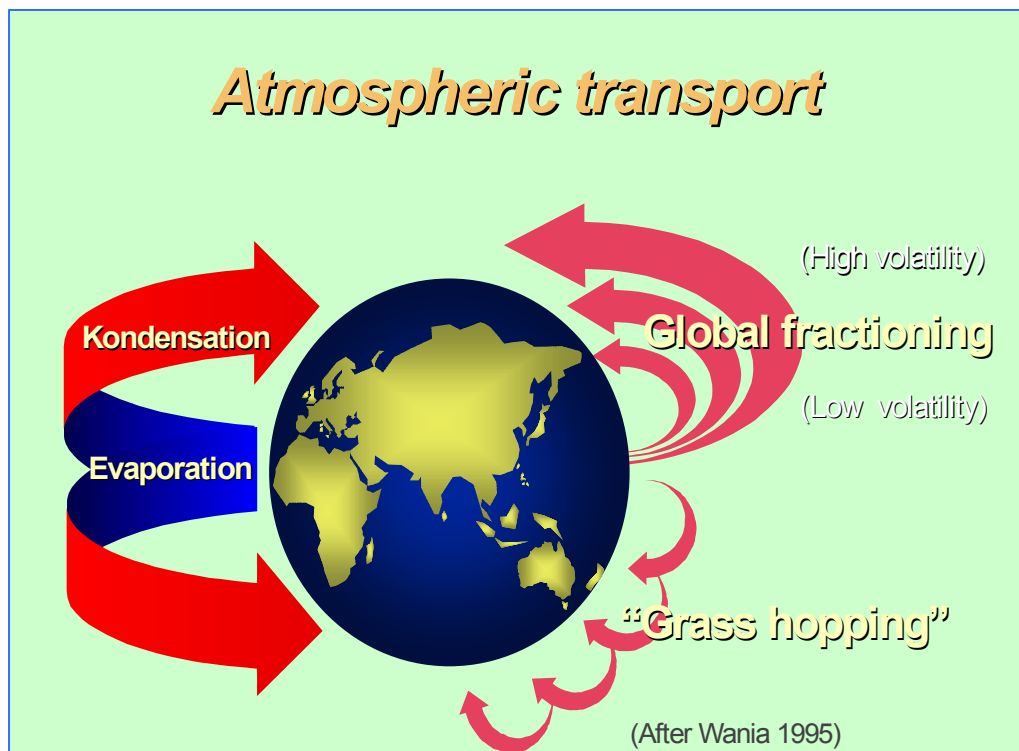 Atmospheric transport
(High volatility)
Kondensation
Global fractioning
(Low volatility)
Evaporation
“Grass hopping”
(After Wania 1995)